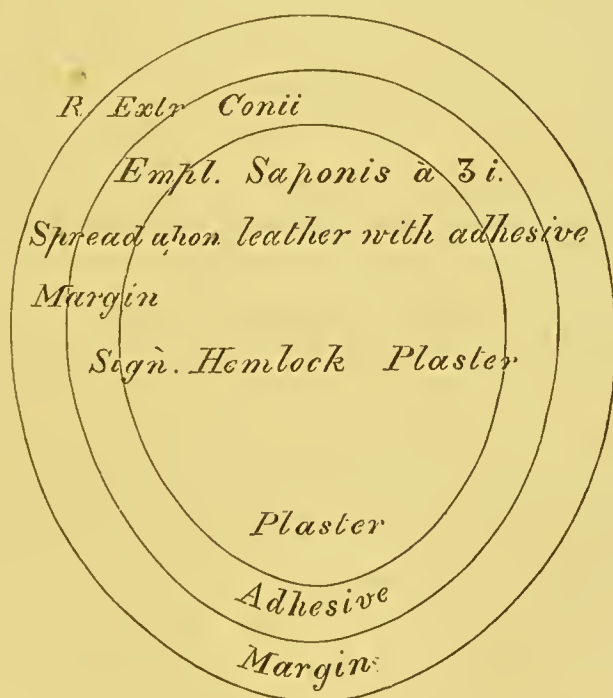 R Extr Conii
Empl. Saponis à ʒ i.
Spread upon leather with adhesive
Margin
Sign. Hemlock Plaster
Plaster
Adhesive
Margin